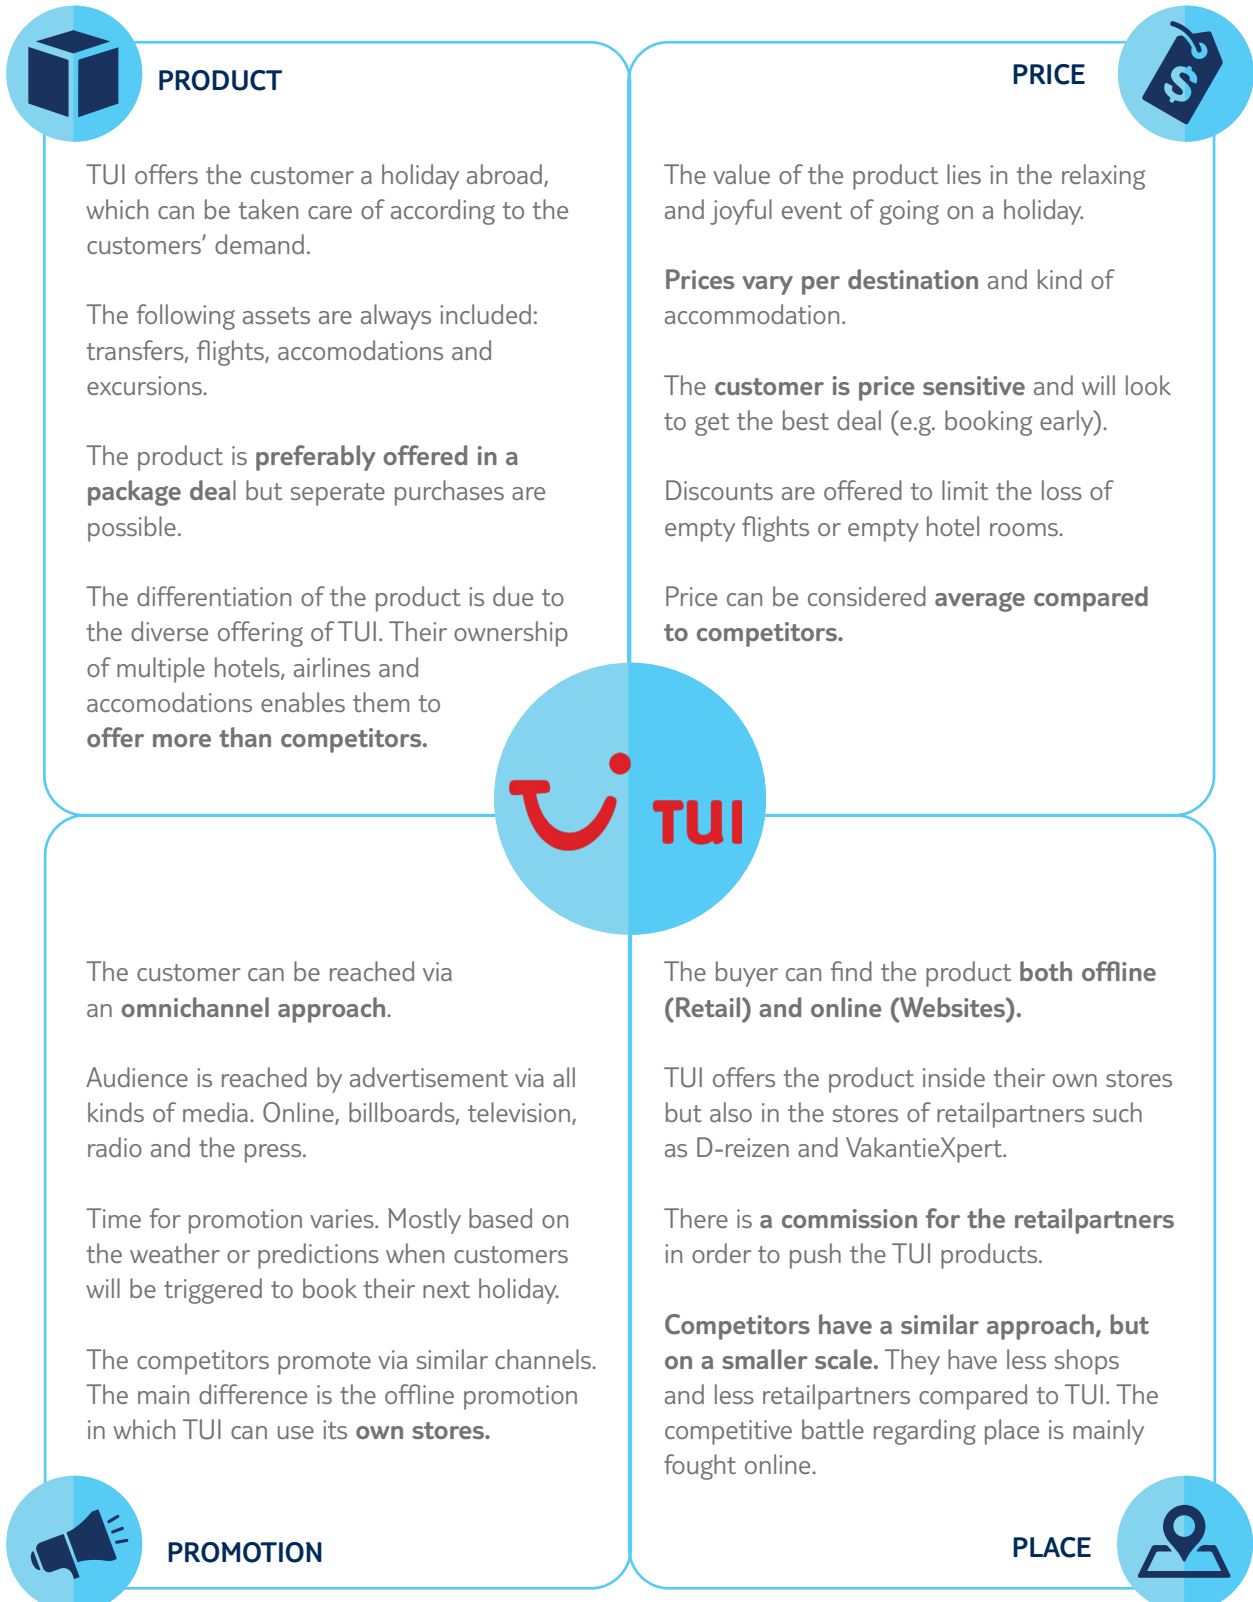 PRODUCT
TUI offers the customer a holiday abroad,
which can be taken care of according to the
customers’ demand.
The following assets are always included:
transfers, flights, accomodations and
excursions.
The product is preferably offered in a
package deal but seperate purchases are
possible.
The differentiation of the product is due to
the diverse offering of TUI. Their ownership
of multiple hotels, airlines and
accomodations enables them to
offer more than competitors.
PRICE
$
The value of the product lies in the relaxing
and joyful event of going on a holiday.
Prices vary per destination and kind of
accommodation.
The customer is price sensitive and will look
to get the best deal (e.g. booking early).
Discounts are offered to limit the loss of
empty flights or empty hotel rooms.
Price can be considered average compared
to competitors.
TUI
The customer can be reached via
an omnichannel approach.
Audience is reached by advertisement via all
kinds of media. Online, billboards, television,
radio and the press.
Time for promotion varies. Mostly based on
the weather or predictions when customers
will be triggered to book their next holiday.
The competitors promote via similar channels.
The main difference is the offline promotion
in which TUI can use its own stores.
PROMOTION
The buyer can find the product both offline
(Retail) and online (Websites).
TUI offers the product inside their own stores
but also in the stores of retailpartners such
as D-reizen and VakantieXpert.
There is a commission for the retailpartners
in order to push the TUI products.
Competitors have a similar approach, but
on a smaller scale. They have less shops
and less retailpartners compared to TUI. The
competitive battle regarding place is mainly
fought online.
PLACE